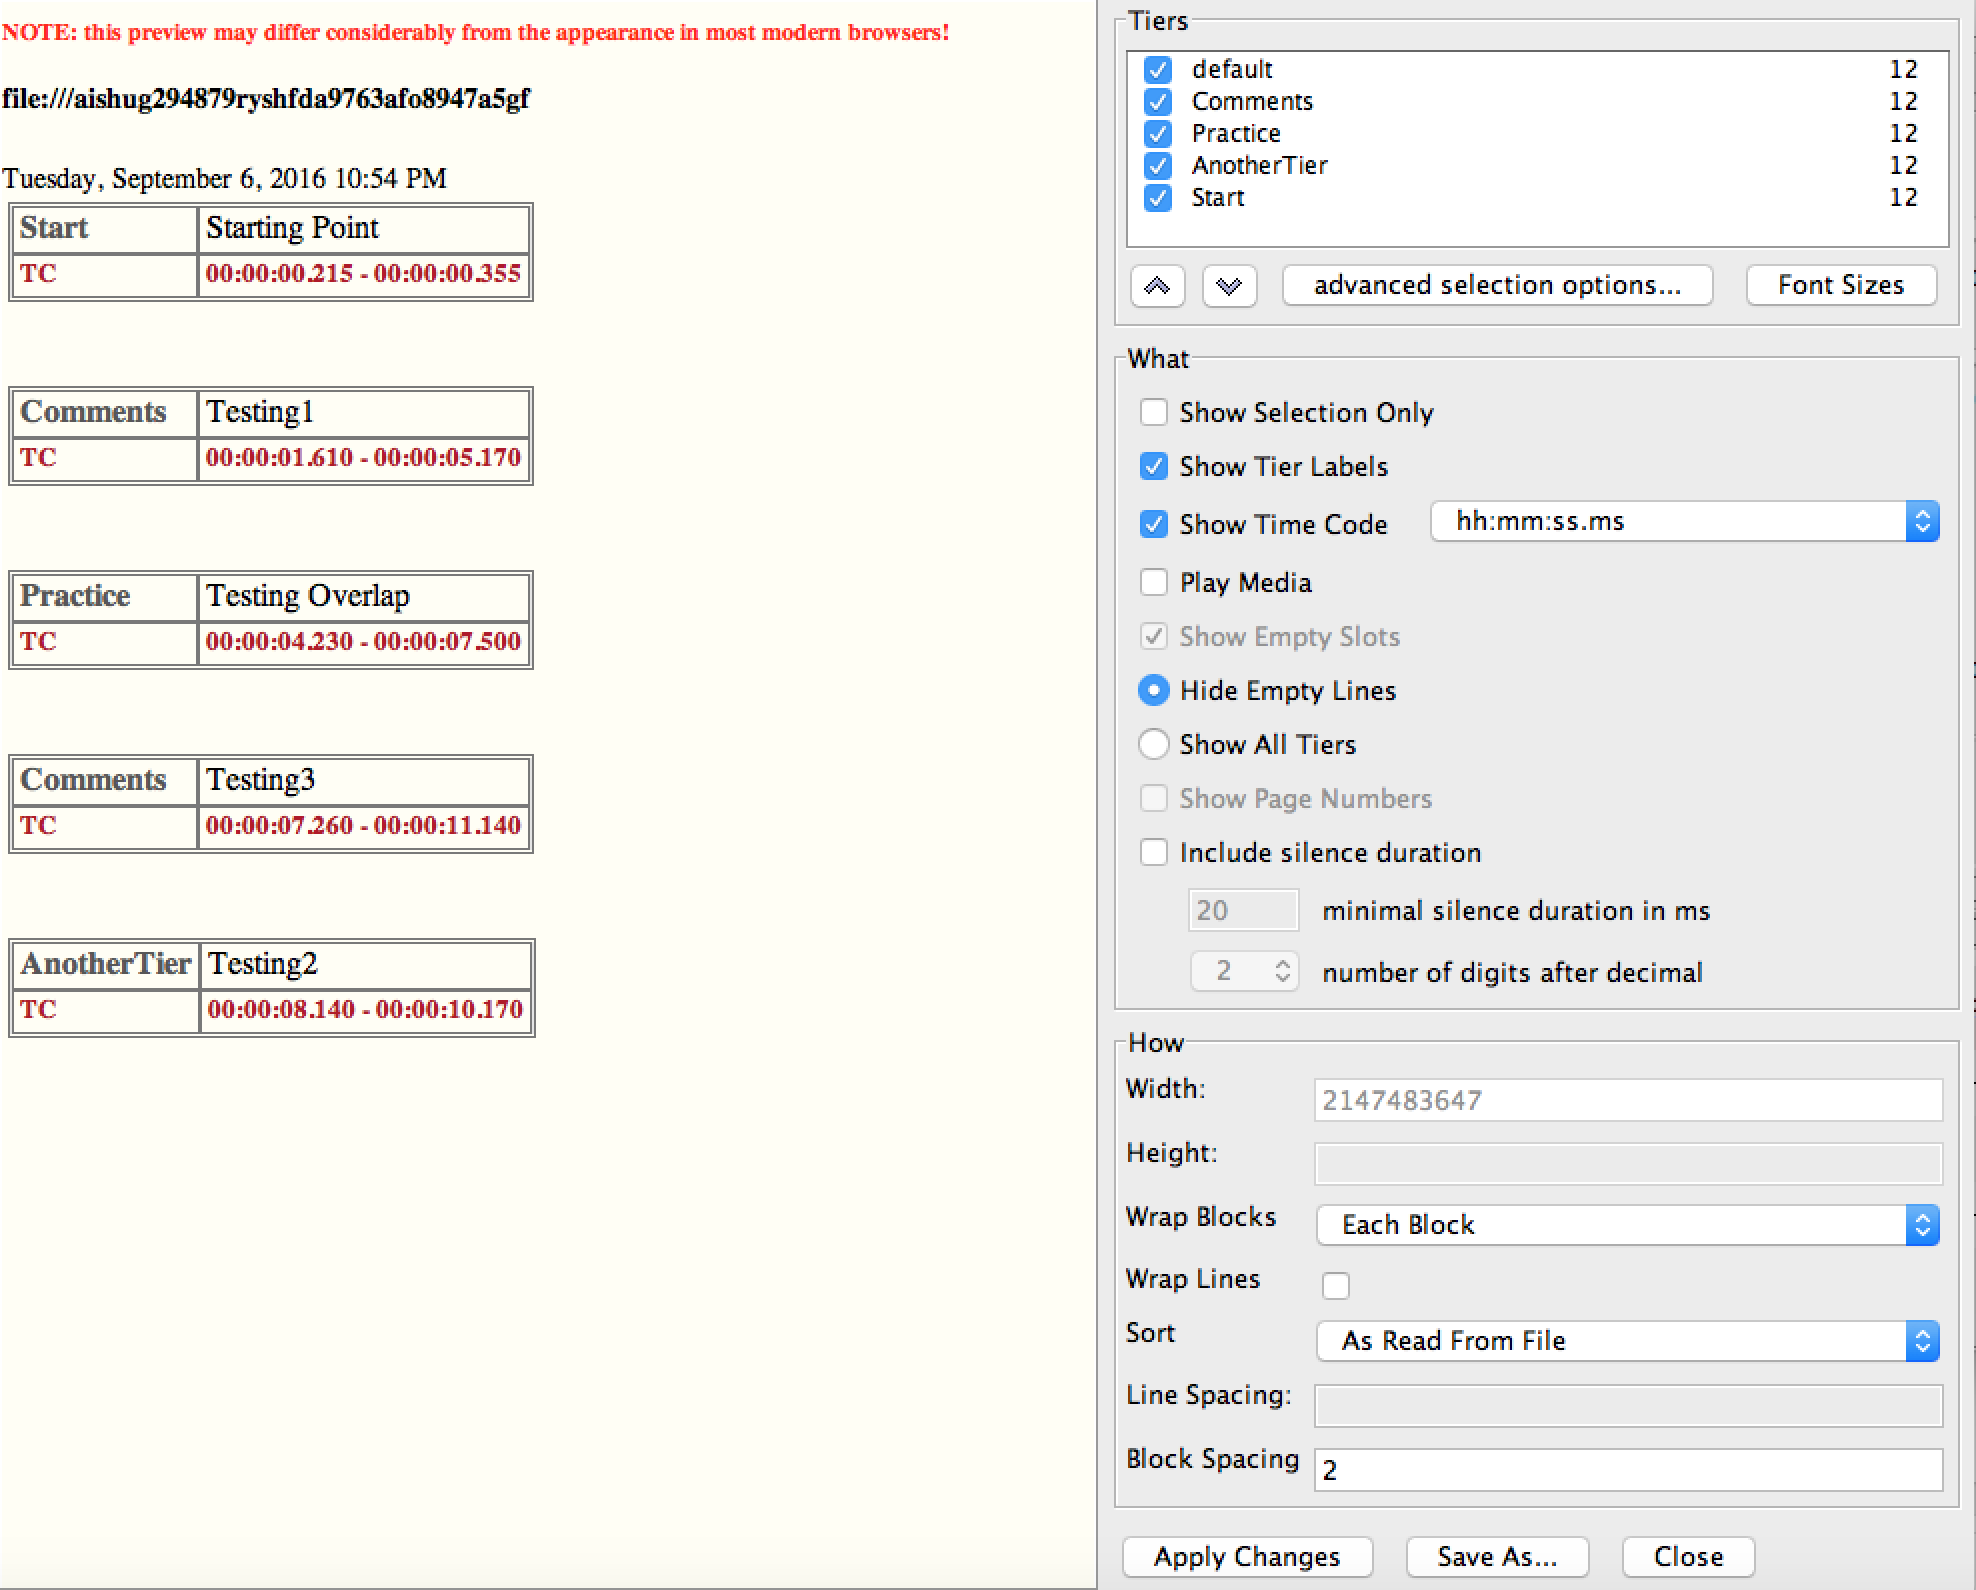 NOTE: this preview may differ considerably from the appearance in most modern browsers!
file:///aishug294879ryshfda9763afo8947a5gf
Tuesday, September 6, 2016 10:54 PM
Start Starting Point
TC 00:00:00.215 - 00:00:00.355
Comments Testing1
TC 00:00:01.610 - 00:00:05.170
Practice Testing Overlap
TC 00:00:04.230 - 00:00:07.500
Comments Testing3
TC 00:00:07.260 - 00:00:11.140
AnotherTier Testing2
TC 00:00:08.140 - 00:00:10.170
Tiers
default 12
Comments 12
Practice 12
AnotherTier 12
Start 12
advanced selection options... Font Sizes
What
Show Selection Only
Show Tier Labels
Show Time Code hh:mm:ss.ms
Play Media
Show Empty Slots
Hide Empty Lines
Show All Tiers
Show Page Numbers
Include silence duration
20 minimal silence duration in ms
2 number of digits after decimal
How
Width: 2147483647
Height:
Wrap Blocks Each Block
Wrap Lines
Sort As Read From File
Line Spacing:
Block Spacing 2
Apply Changes Save As... Close